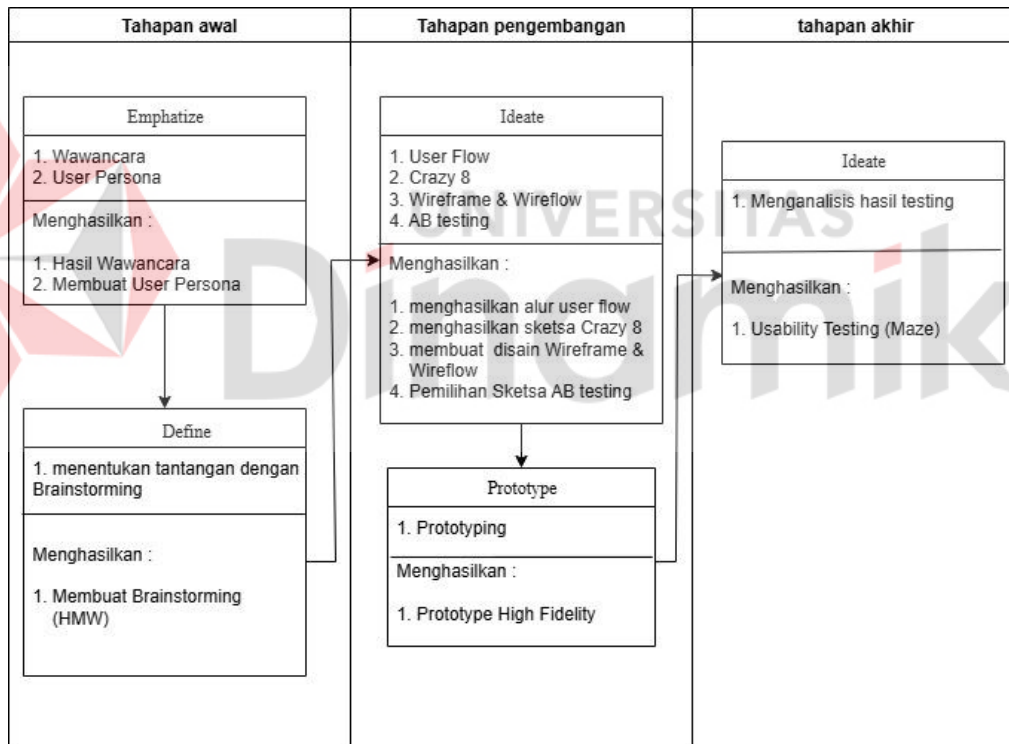 Tahapan awal
Emphatize
1. Wawancara
2. User Persona
Menghasilkan :
1. Hasil Wawancara
2. Membuat User Persona
Define
1. menentukan tantangan dengan
Brainstorming
Menghasilkan :
1. Membuat Brainstorming
(HMW)
Tahapan pengembangan
Ideate
1. User Flow
2. Crazy 8
3. Wireframe & Wireflow
4. AB testing
Menghasilkan :
1. menghasilkan alur user flow
2. menghasilkan sketsa Crazy 8
3. membuat disain Wireframe &
Wireflow
4. Pemilihan Sketsa AB testing
Prototype
1. Prototyping
Menghasilkan :
1. Prototype High Fidelity
tahapan akhir
Ideate
1. Menganalisis hasil testing
Menghasilkan :
1. Usability Testing (Maze)
UNIVERSITAS
Dinamik